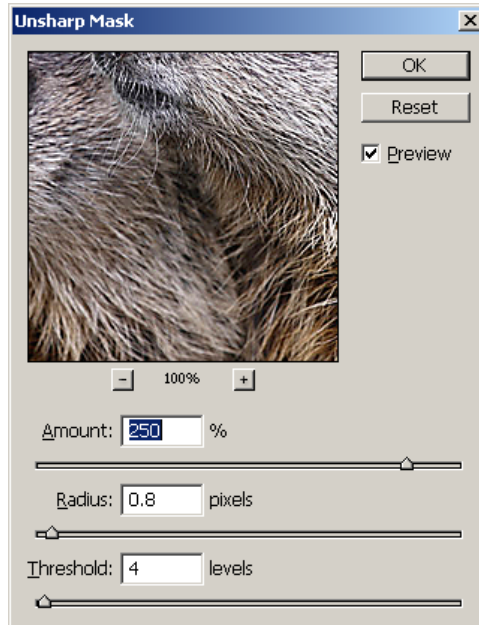 Unsharp Mask
OK
Reset
Preview
- 100% +
Amount: 250 %
Radius: 0.8 pixels
Threshold: 4 levels